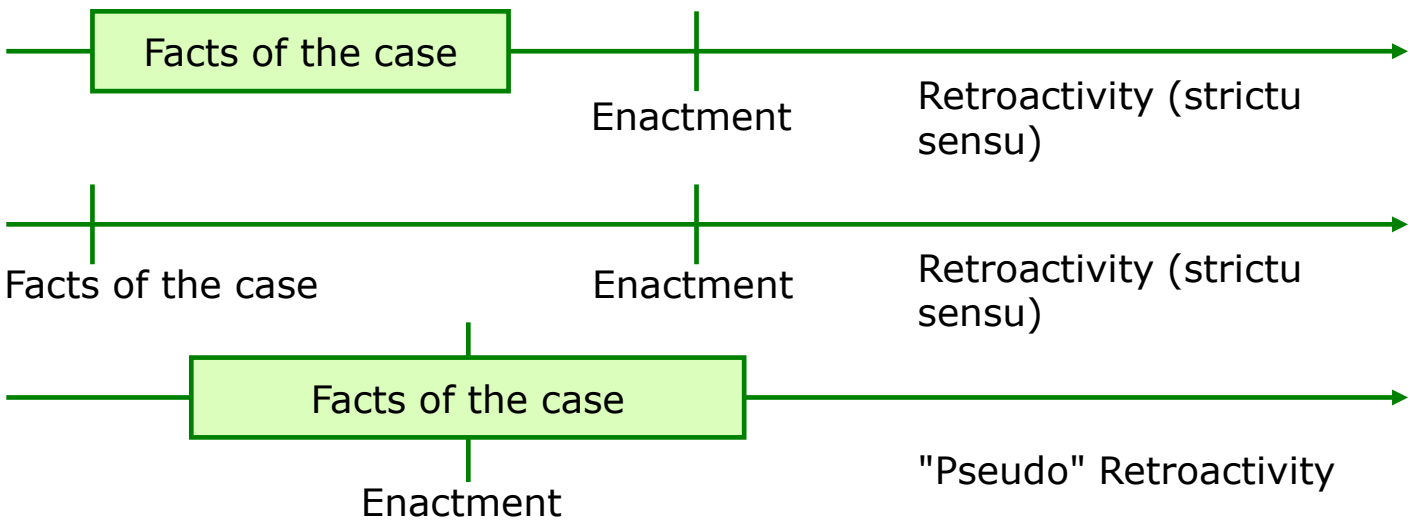 Facts of the case
Enactment
Retroactivity (strictu
sensu)
Facts of the case
Enactment
Retroactivity (strictu
sensu)
Facts of the case
Enactment
"Pseudo" Retroactivity